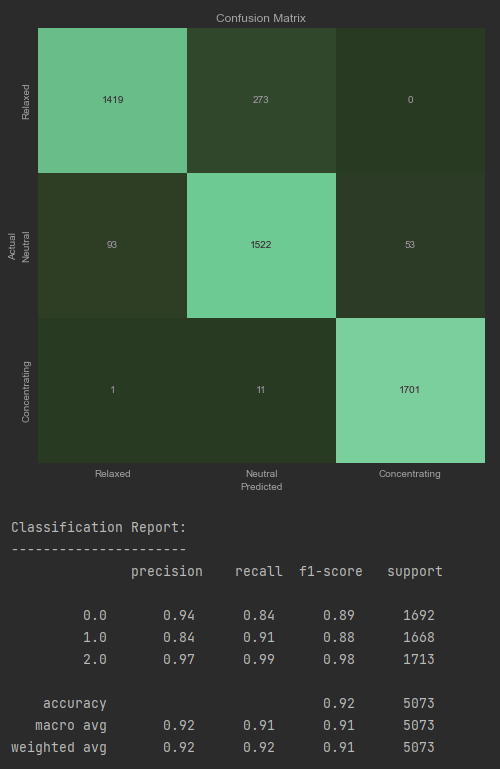 Confusion Matrix
Relaxed
1419 273 0
Actual
Neutral
93 1522 53
Concentrating
1 11 1701
Relaxed Neutral Concentrating
Predicted
Classification Report:
----------------------
precision recall f1-score support
0.0 0.94 0.84 0.89 1692
1.0 0.84 0.91 0.88 1668
2.0 0.97 0.99 0.98 1713
accuracy 0.92 5073
macro avg 0.92 0.91 0.91 5073
weighted avg 0.92 0.92 0.91 5073